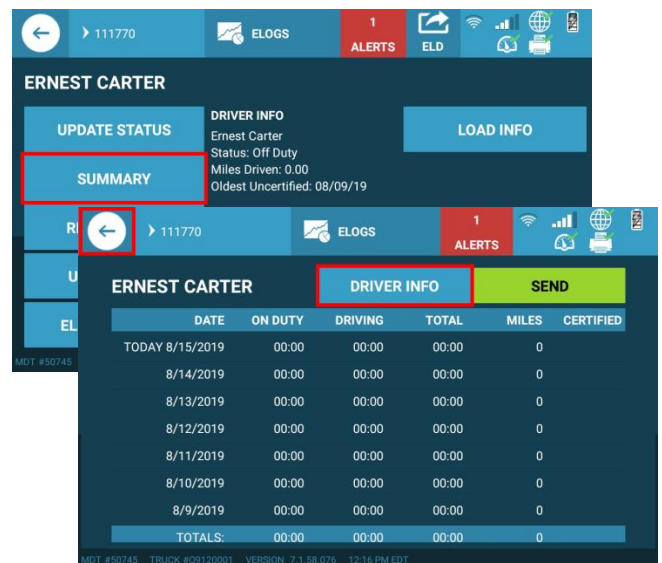 111770 ELOGS 1 ALERTS ELD
ERNEST CARTER
UPDATE STATUS
SUMMARY
DRIVER INFO
Ernest Carter
Status: Off Duty
Miles Driven: 0.00
Oldest Uncertified: 08/09/19
LOAD INFO
R
U
EL
MDT #50745
111770 ELOGS 1 ALERTS
ERNEST CARTER DRIVER INFO SEND
DATE ON DUTY DRIVING TOTAL MILES CERTIFIED
TODAY 8/15/2019 00:00 00:00 00:00 0
8/14/2019 00:00 00:00 00:00 0
8/13/2019 00:00 00:00 00:00 0
8/12/2019 00:00 00:00 00:00 0
8/11/2019 00:00 00:00 00:00 0
8/10/2019 00:00 00:00 00:00 0
8/9/2019 00:00 00:00 00:00 0
TOTALS: 00:00 00:00 00:00 0
MDT #50745 TRUCK #O9120001 VERSION 7.1.58.076 12:16 PM EDT